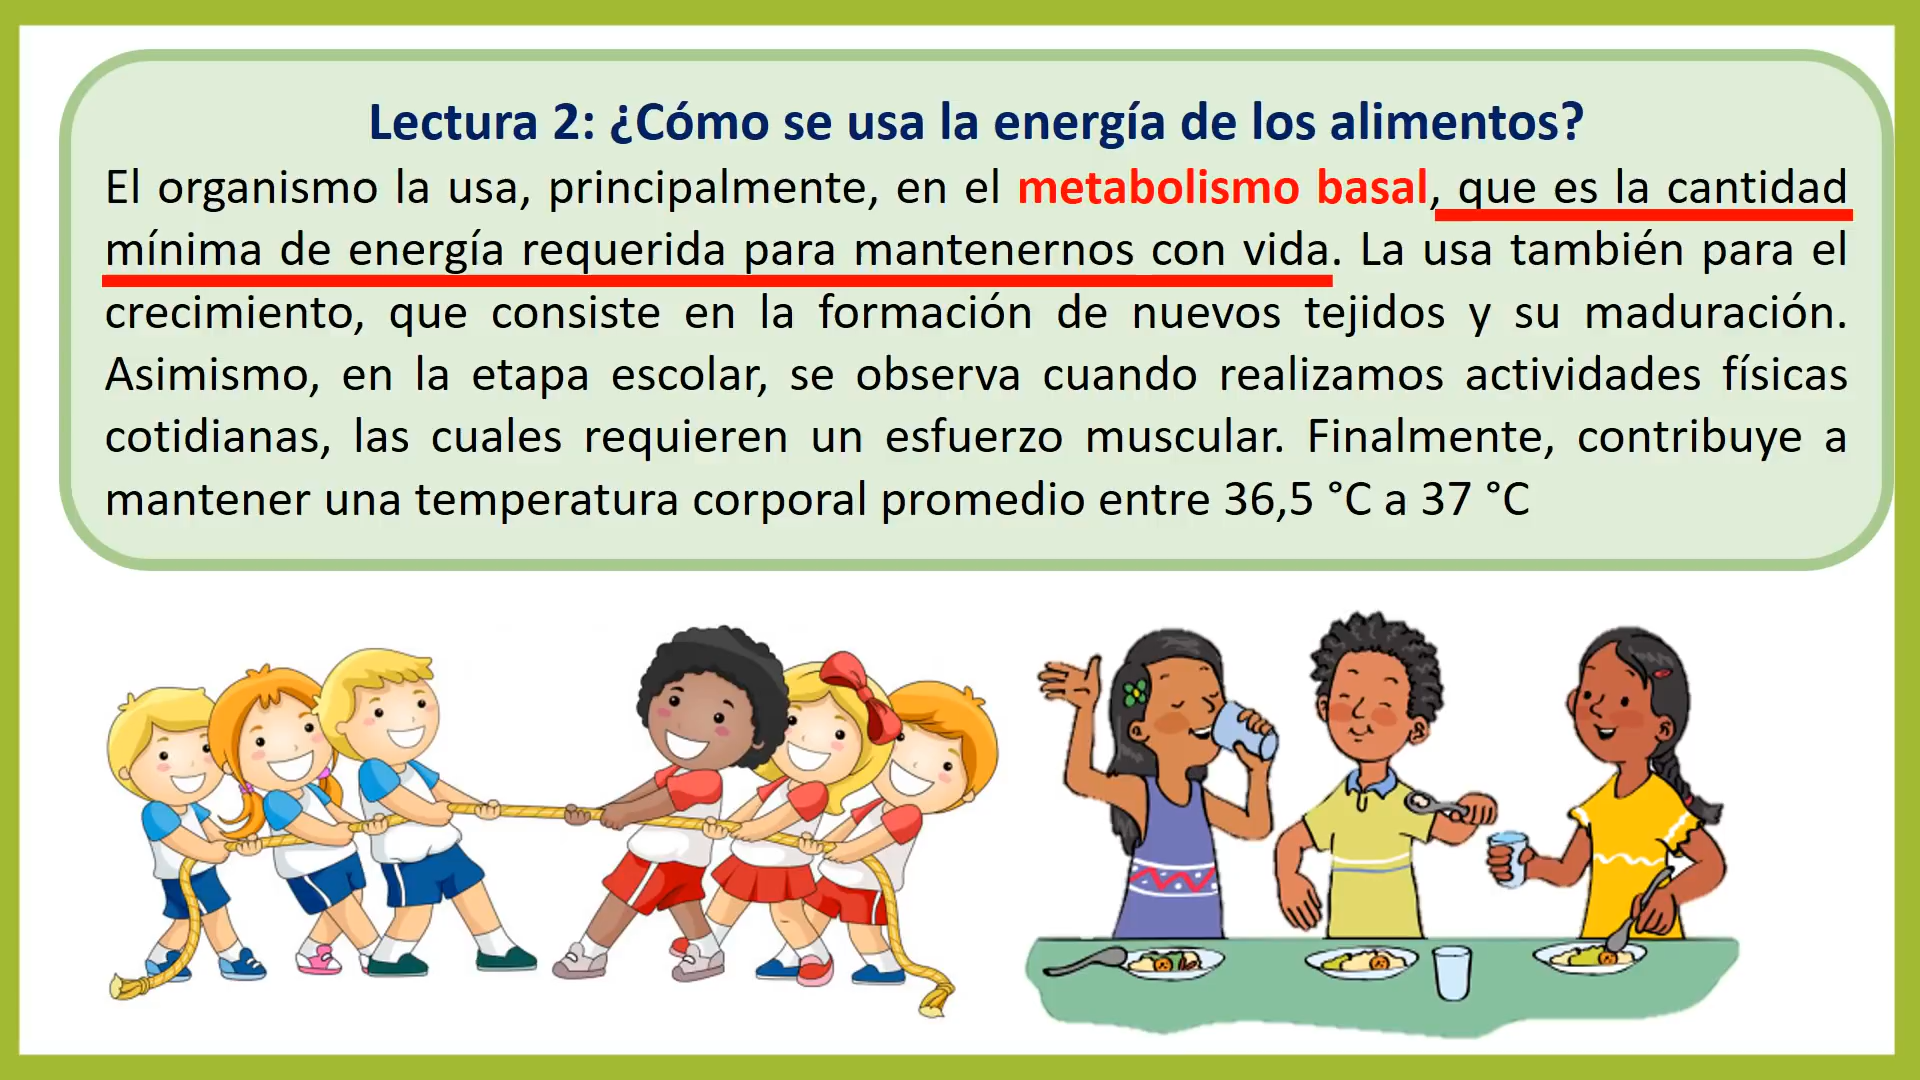 Lectura 2: ¿Cómo se usa la energía de los alimentos?
El organismo la usa, principalmente, en el metabolismo basal, que es la cantidad
mínima de energía requerida para mantenernos con vida. La usa también para el
crecimiento, que consiste en la formación de nuevos tejidos y su maduración.
Asimismo, en la etapa escolar, se observa cuando realizamos actividades físicas
cotidianas, las cuales requieren un esfuerzo muscular. Finalmente, contribuye a
mantener una temperatura corporal promedio entre 36,5 °C a 37 °C